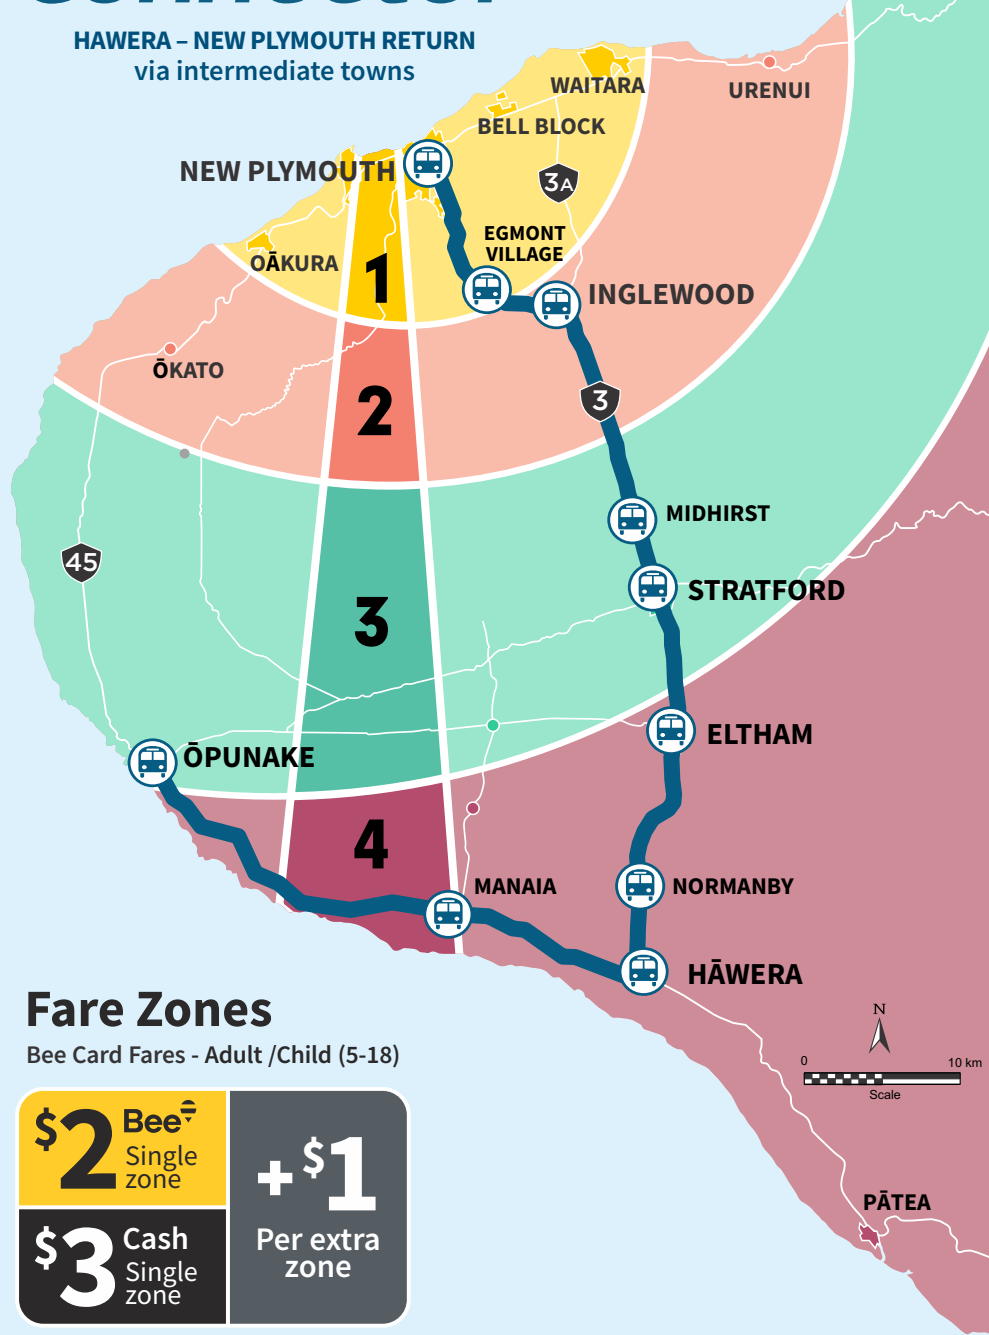 HAWERA – NEW PLYMOUTH RETURN
via intermediate towns
WAITARA
URENUI
BELL BLOCK
NEW PLYMOUTH
3A
EGMONT
VILLAGE
OĀKURA
1
INGLEWOOD
ŌKATO
2
3
MIDHIRST
45
STRATFORD
3
ELTHAM
ŌPUNAKE
4
MANAIA
NORMANBY
HĀWERA
Fare Zones
Bee Card Fares - Adult /Child (5-18)
N
0 10 km
Scale
$2 Bee
Single
zone
+$1
Per extra
zone
$3 Cash
Single
zone
PĀTEA